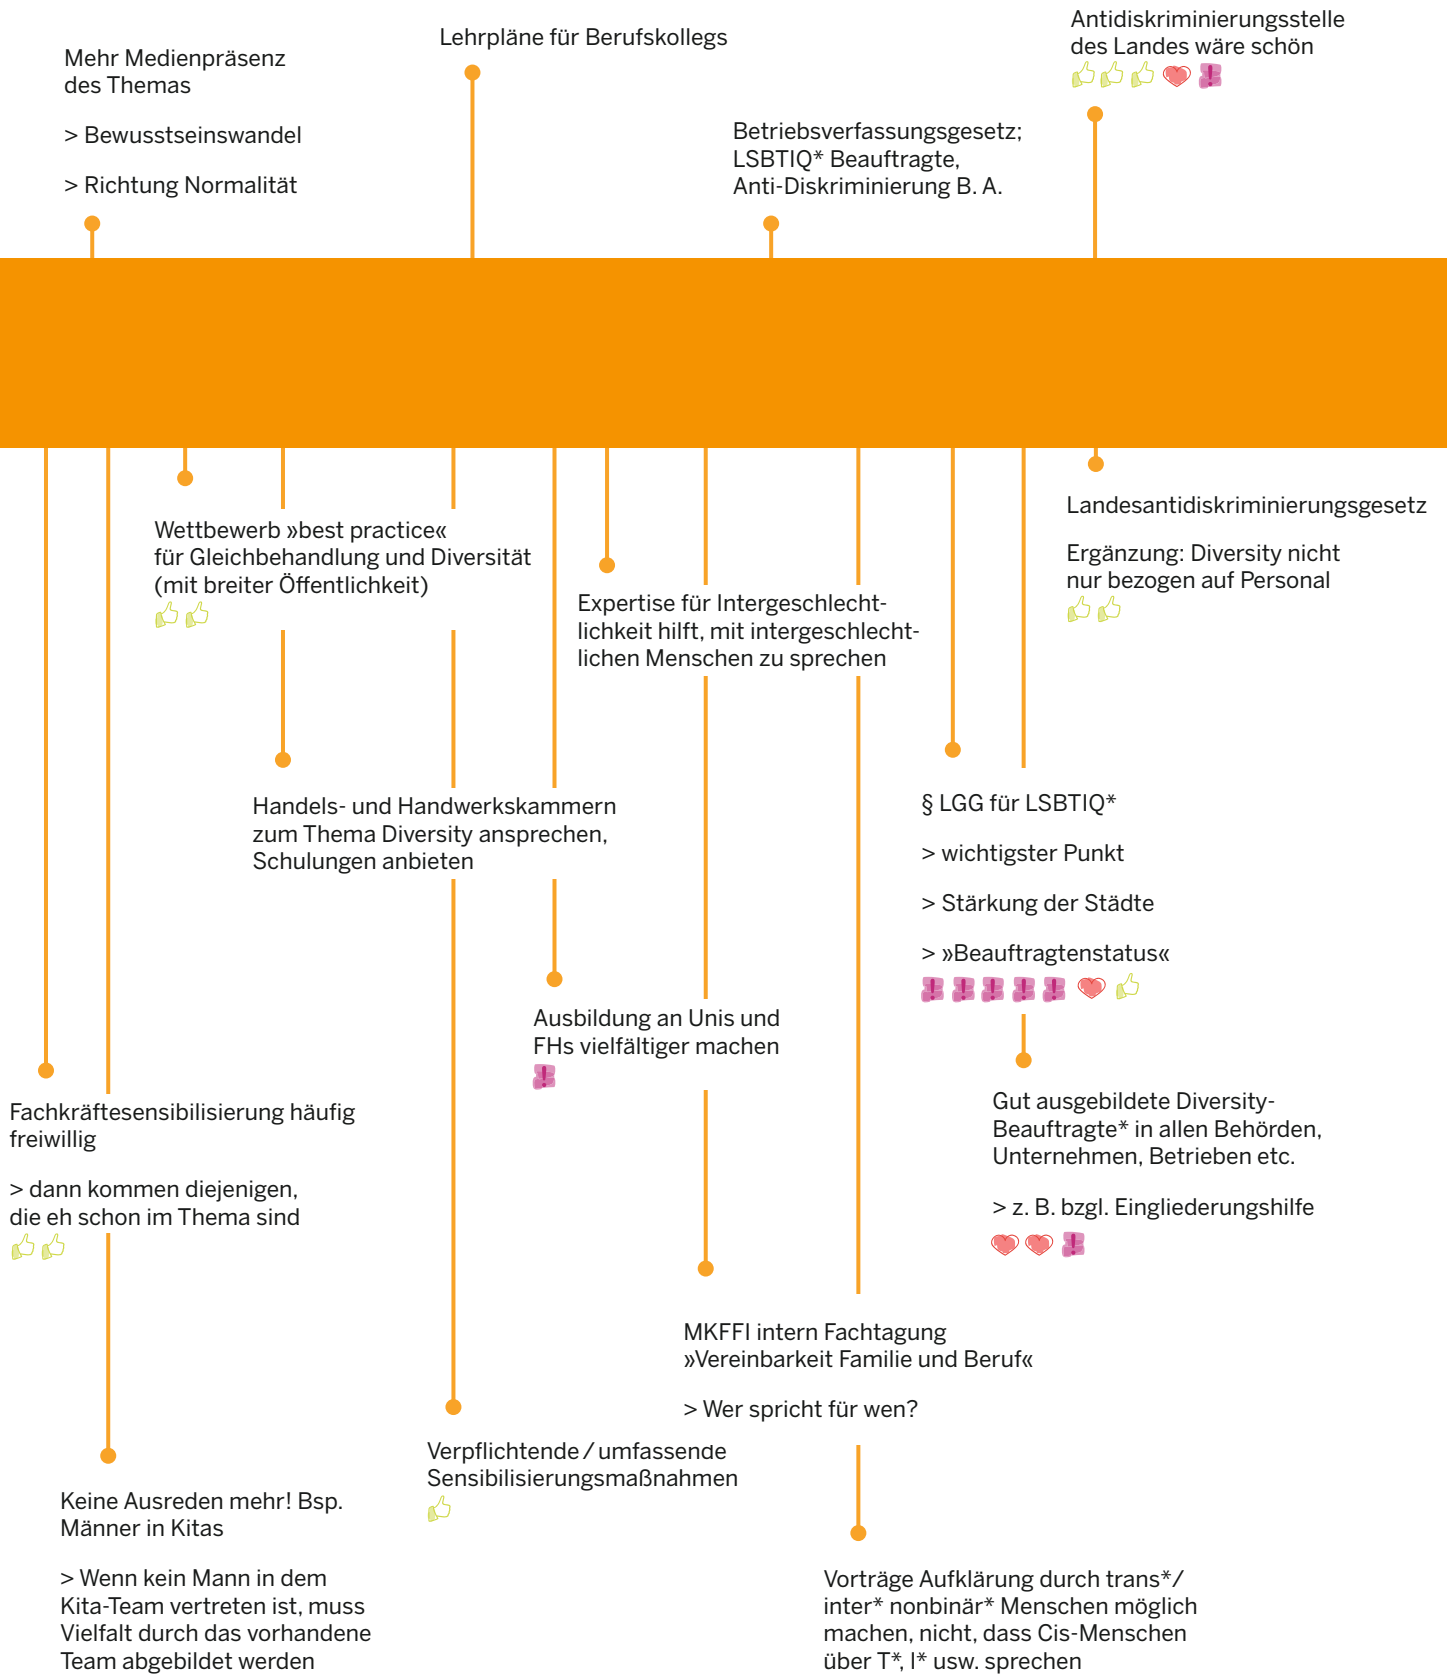 Mehr Medienpräsenz
des Themas
> Bewusstseinswandel
> Richtung Normalität
Lehrpläne für Berufskollegs
Betriebsverfassungsgesetz;
LSBTIQ* Beauftragte,
Anti-Diskriminierung B. A.
Antidiskriminierungsstelle
des Landes wäre schön
Wettbewerb »best practice«
für Gleichbehandlung und Diversität
(mit breiter Öffentlichkeit)
Expertise für Intergeschlecht-
lichkeit hilft, mit intergeschlecht-
lichen Menschen zu sprechen
Landesantidiskriminierungsgesetz
Ergänzung: Diversity nicht
nur bezogen auf Personal
Handels- und Handwerkskammern
zum Thema Diversity ansprechen,
Schulungen anbieten
§ LGG für LSBTIQ*
> wichtigster Punkt
> Stärkung der Städte
> »Beauftragtenstatus«
Ausbildung an Unis und
FHs vielfältiger machen
Fachkräftesensibilisierung häufig
freiwillig
> dann kommen diejenigen,
die eh schon im Thema sind
Gut ausgebildete Diversity-
Beauftragte* in allen Behörden,
Unternehmen, Betrieben etc.
> z. B. bzgl. Eingliederungshilfe
MKFFI intern Fachtagung
»Vereinbarkeit Familie und Beruf«
> Wer spricht für wen?
Verpflichtende / umfassende
Sensibilisierungsmaßnahmen
Keine Ausreden mehr! Bsp.
Männer in Kitas
> Wenn kein Mann in dem
Kita-Team vertreten ist, muss
Vielfalt durch das vorhandene
Team abgebildet werden
Vorträge Aufklärung durch trans*/
inter* nonbinär* Menschen möglich
machen, nicht, dass Cis-Menschen
über T*, I* usw. sprechen